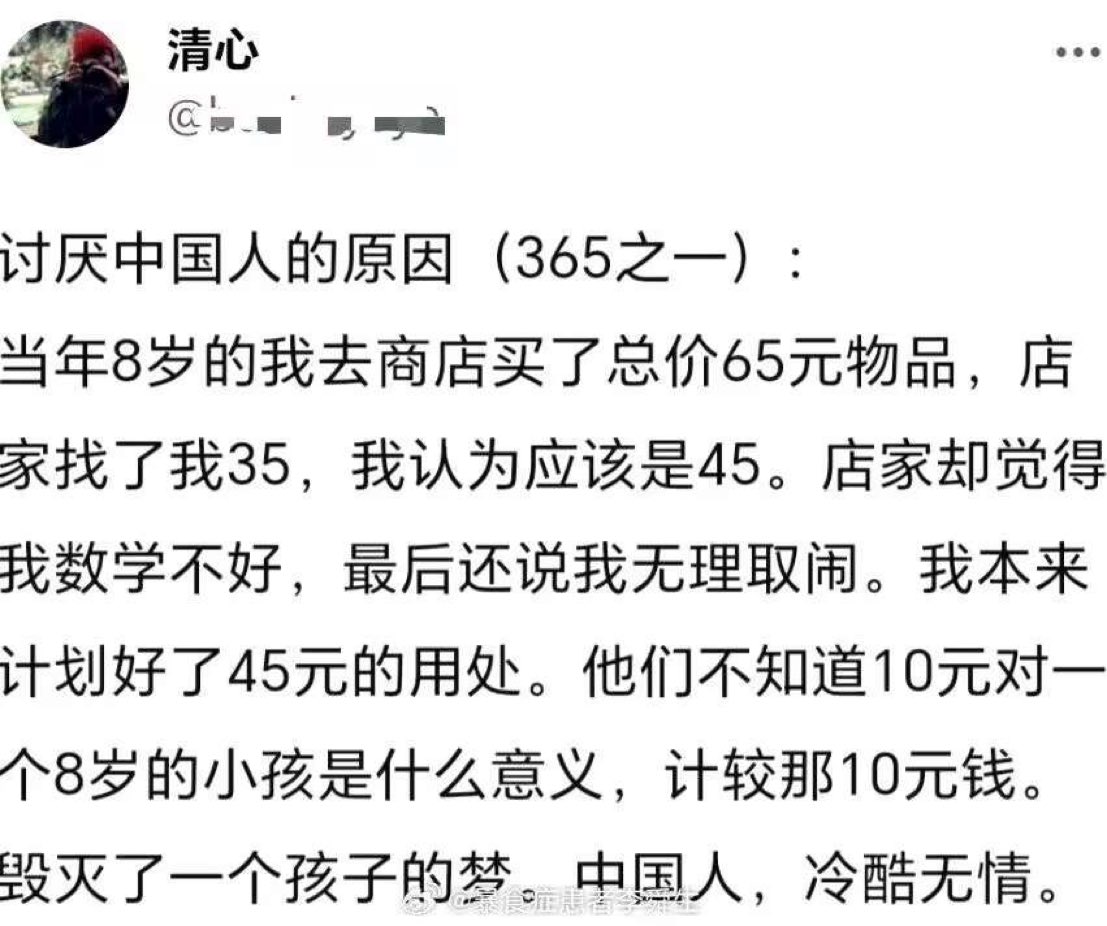 清心
讨厌中国人的原因（365之一）：
当年8岁的我去商店买了总价65元物品，店
家找了我35，我认为应该是45。店家却觉得
我数学不好，最后还说我无理取闹。我本来
计划好了45元的用处。他们不知道10元对一
个8岁的小孩是什么意义，计较那10元钱。
毁灭了一个孩子的梦。中国人，冷酷无情。
@暴食症患者李舜生